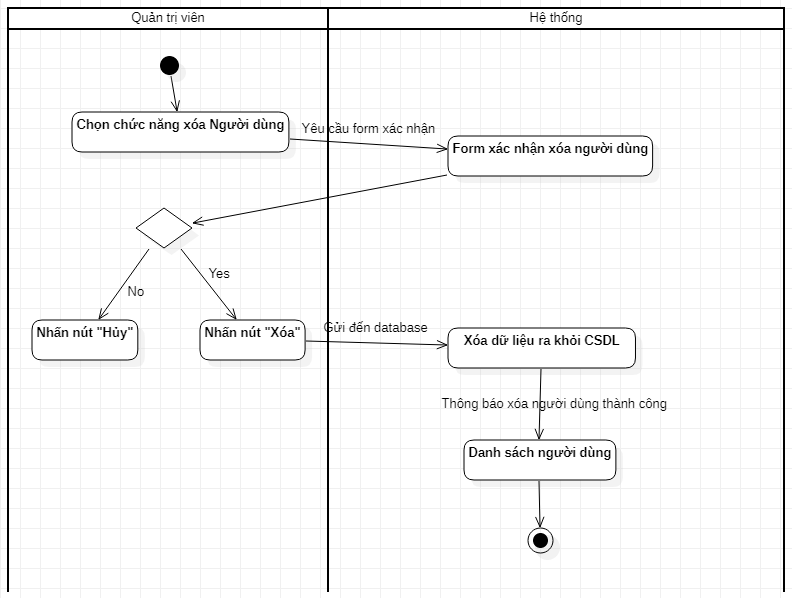 Quản trị viên
Hệ thống
Chọn chức năng xóa Người dùng
Yêu cầu form xác nhận
Form xác nhận xóa người dùng
No
Yes
Nhấn nút "Hủy"
Nhấn nút "Xóa"
Gửi đến database
Xóa dữ liệu ra khỏi CSDL
Thông báo xóa người dùng thành công
Danh sách người dùng